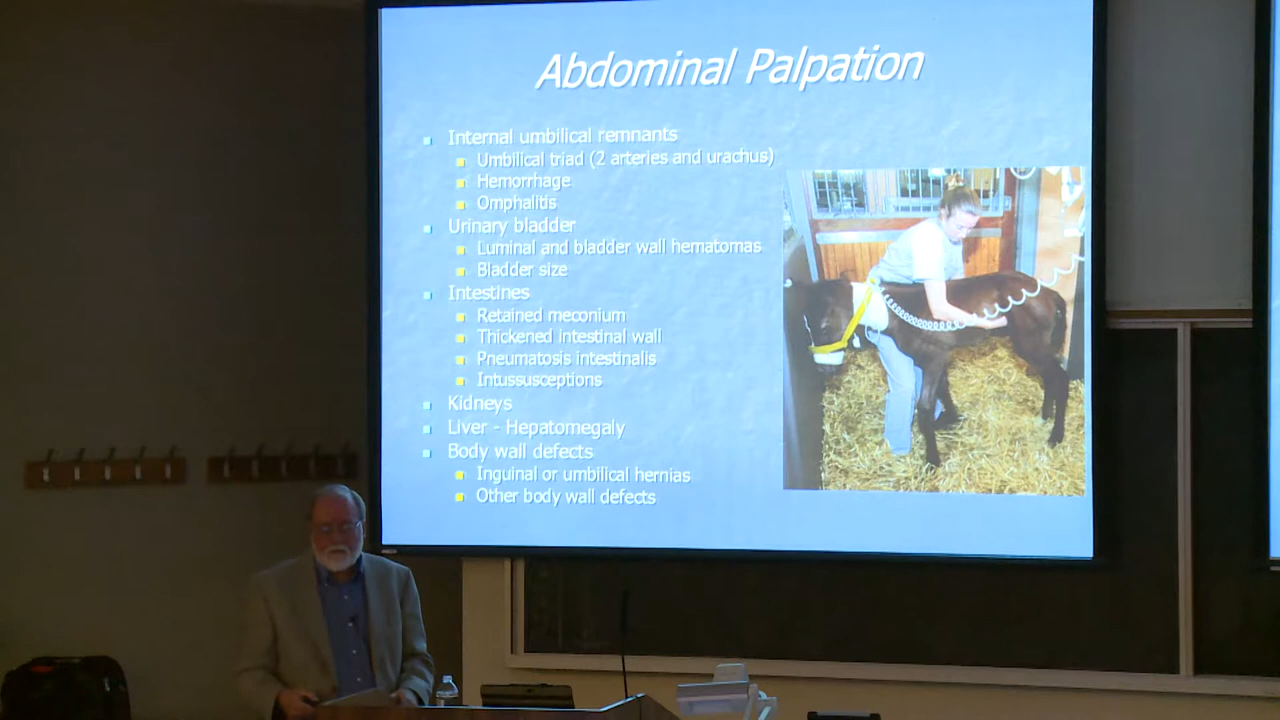 Abdominal Palpation
Internal umbilical remnants
Umbilical triad (2 arteries and urachus)
Hemorrhage
Omphalitis
Urinary bladder
Luminal and bladder wall hematomas
Bladder size
Intestines
Retained meconium
Thickened intestinal wall
Pneumatosis intestinalis
Intussusceptions
Kidneys
Liver - Hepatomegaly
Body wall defects
Inguinal or umbilical hernias
Other body wall defects